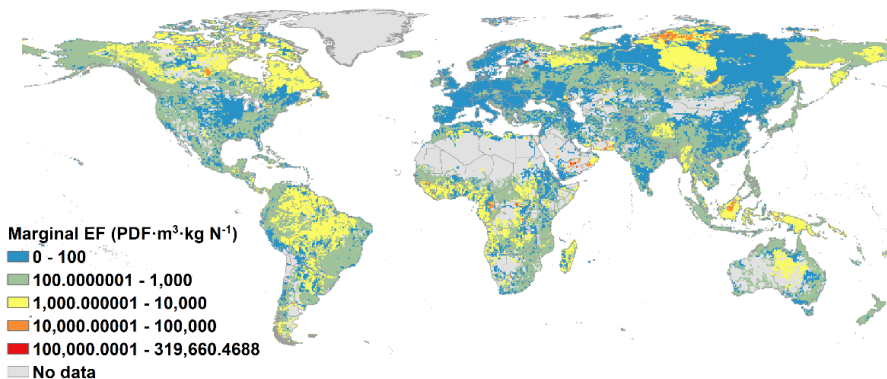 Marginal EF (PDF·m³·kg N⁻¹)
0 - 100
100.0000001 - 1,000
1,000.000001 - 10,000
10,000.00001 - 100,000
100,000.0001 - 319,660.4688
No data